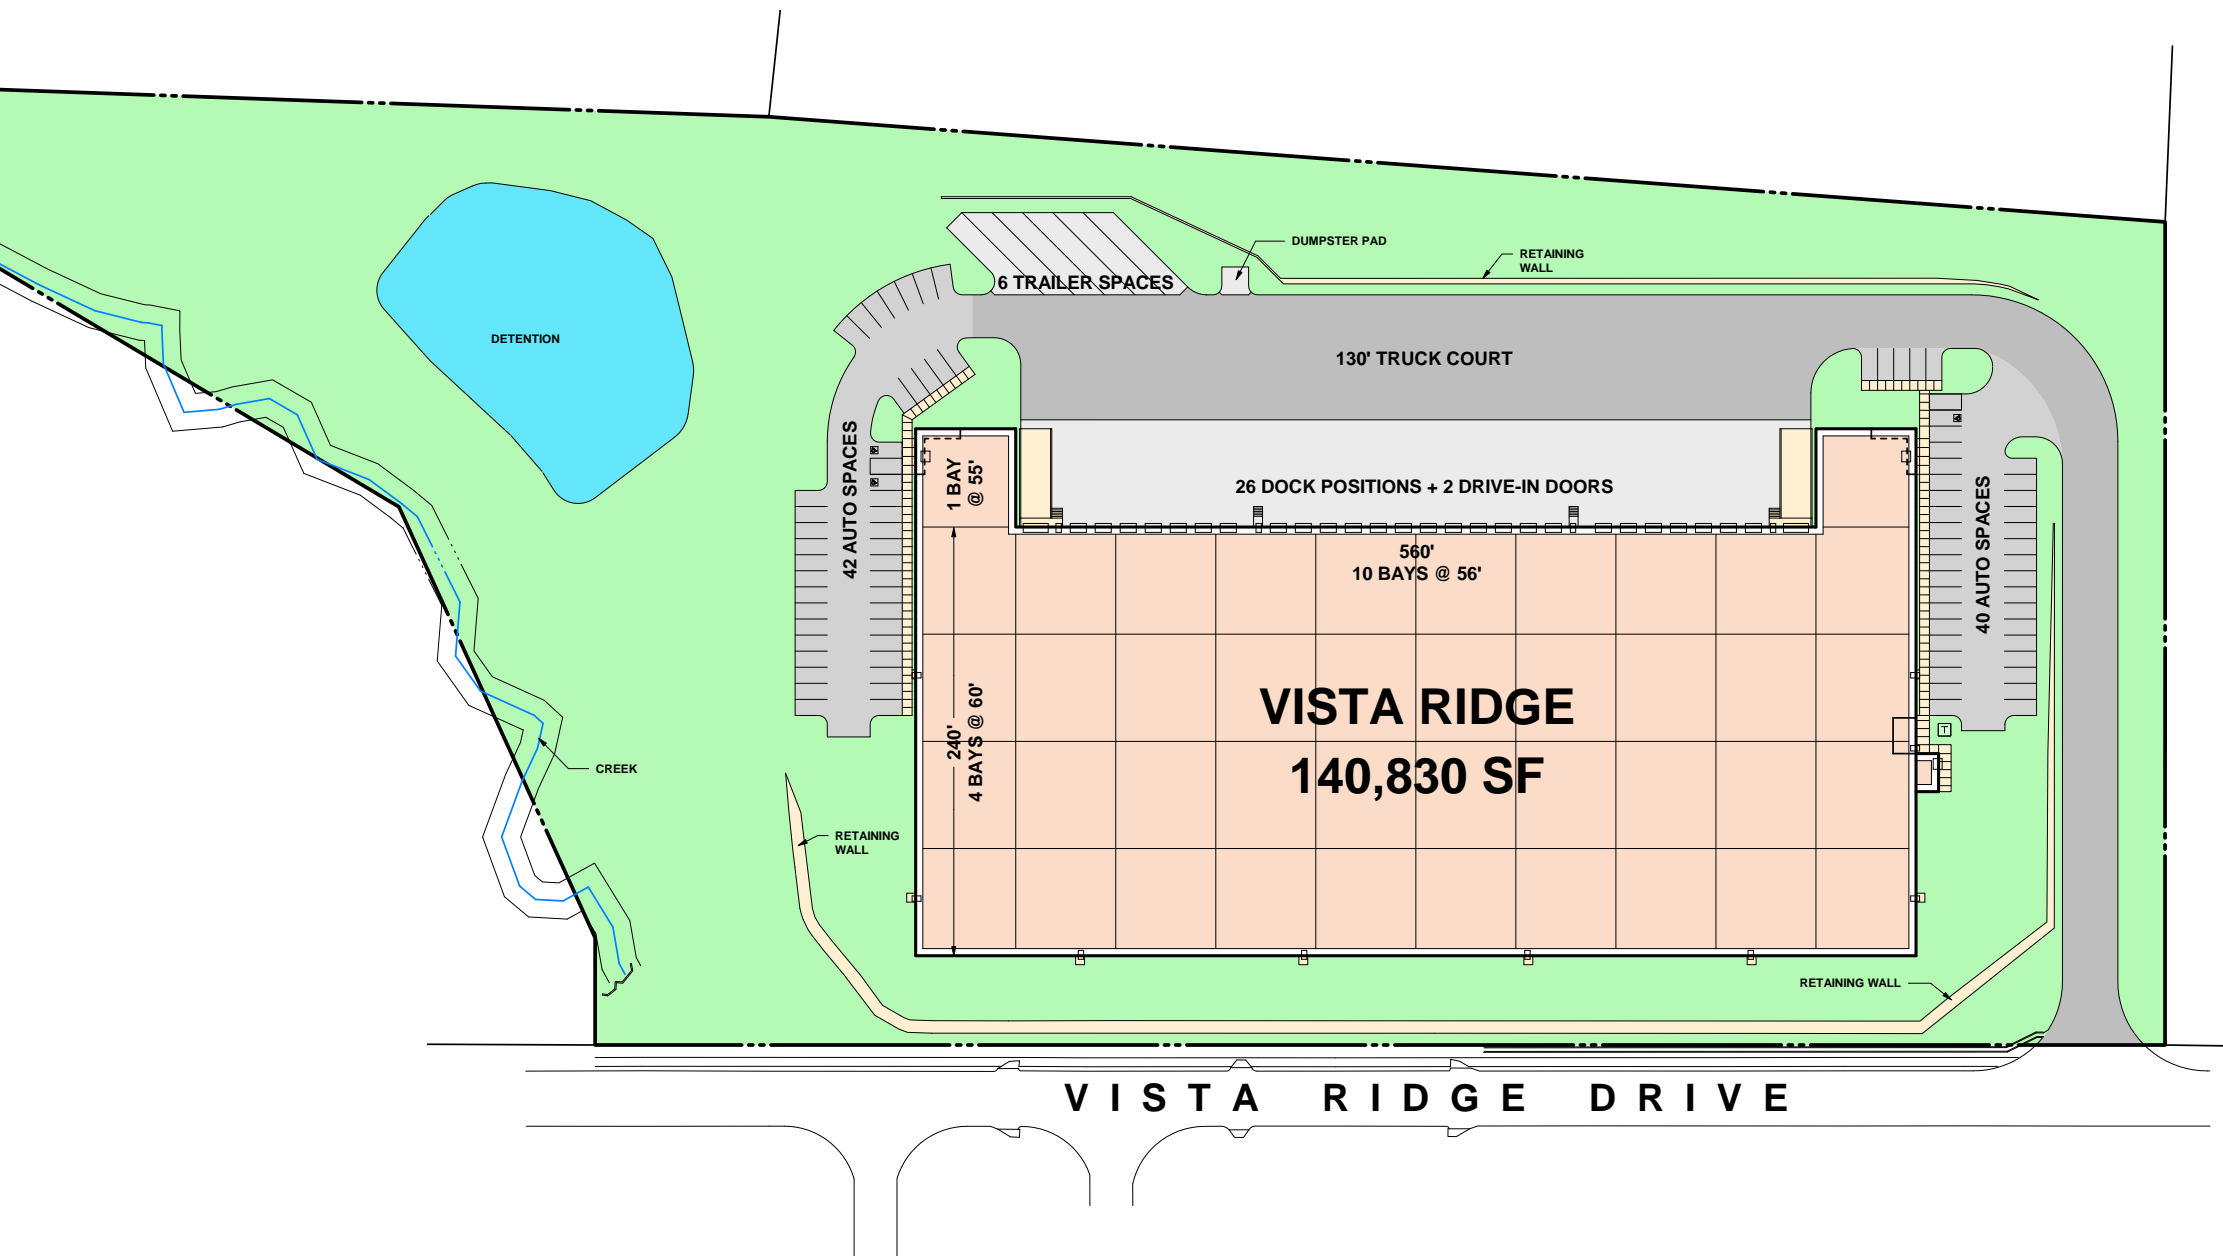 DUMPSTER PAD
RETAINING
WALL
6 TRAILER SPACES
DETENTION
130' TRUCK COURT
42 AUTO SPACES
1 BAY
@ 55'
26 DOCK POSITIONS + 2 DRIVE-IN DOORS
40 AUTO SPACES
560'
10 BAYS @ 56'
240'
4 BAYS @ 60'
VISTA RIDGE
140,830 SF
T
CREEK
RETAINING
WALL
RETAINING WALL
VISTA RIDGE DRIVE